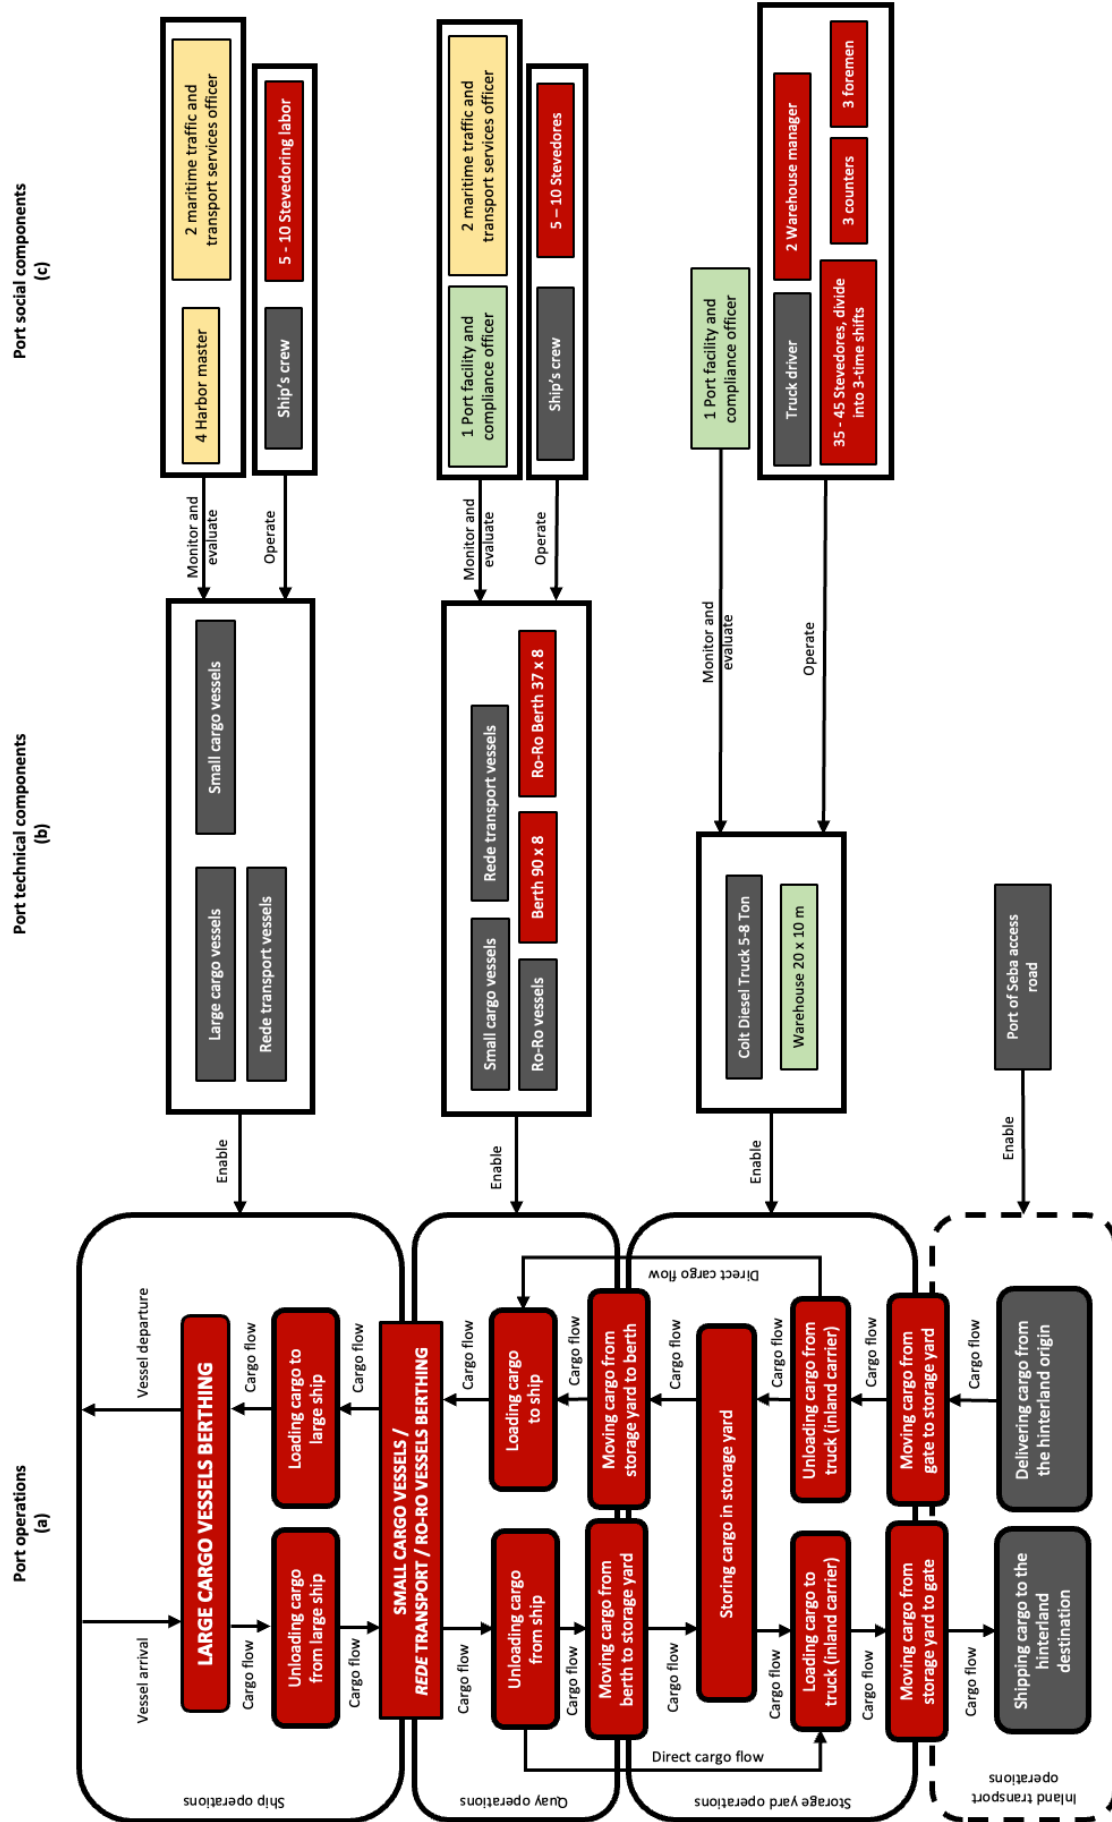 Port operations
(a)
Port technical components
(b)
Port social components
(c)
Ship operations
Vessel arrival
Vessel departure
LARGE CARGO VESSELS BERTHING
Cargo flow
Cargo flow
Unloading cargo
from large ship
Loading cargo to
large ship
Cargo flow
Cargo flow
SMALL CARGO VESSELS /
REDE TRANSPORT / RO-RO VESSELS BERTHING
Enable
Large cargo vessels
Small cargo vessels
Rede transport vessels
Monitor and
evaluate
Operate
4 Harbor master
2 maritime traffic and
transport services officer
Ship's crew
5 - 10 Stevedoring labor
Quay operations
Cargo flow
Cargo flow
Unloading cargo
from ship
Loading cargo
to ship
Cargo flow
Cargo flow
Moving cargo from
berth to storage yard
Moving cargo from
storage yard to berth
Direct cargo flow
Direct cargo flow
Enable
Small cargo vessels
Rede transport vessels
Ro-Ro vessels
Berth 90 x 8
Ro-Ro Berth 37 x 8
Monitor and
evaluate
Operate
1 Port facility and
compliance officer
2 maritime traffic and
transport services officer
Ship's crew
5 – 10 Stevedores
Storage yard operations
Cargo flow
Cargo flow
Storing cargo in storage yard
Cargo flow
Cargo flow
Loading cargo to
truck (inland carrier)
Unloading cargo from
truck (inland carrier)
Cargo flow
Cargo flow
Moving cargo from
storage yard to gate
Moving cargo from
gate to storage yard
Enable
Colt Diesel Truck 5-8 Ton
Warehouse 20 x 10 m
Monitor and
evaluate
Operate
1 Port facility and
compliance officer
Truck driver
2 Warehouse manager
35 - 45 Stevedores, divide
into 3-time shifts
3 counters
3 foremen
Inland transport
operations
Cargo flow
Cargo flow
Shipping cargo to the
hinterland
destination
Delivering cargo from
the hinterland origin
Enable
Port of Seba access
road